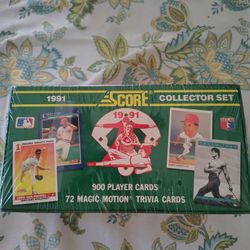 1991 SCORE COLLECTOR SET
1991
900 PLAYER CARDS
72 MAGIC MOTION® TRIVIA CARDS